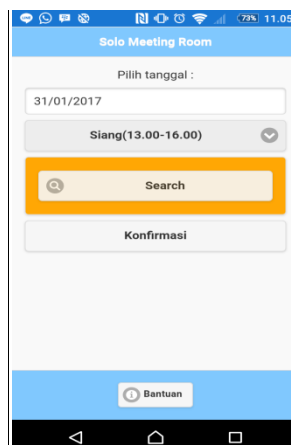 73% 11.05
Solo Meeting Room
Pilih tanggal :
31/01/2017
Siang(13.00-16.00)
Search
Konfirmasi
Bantuan